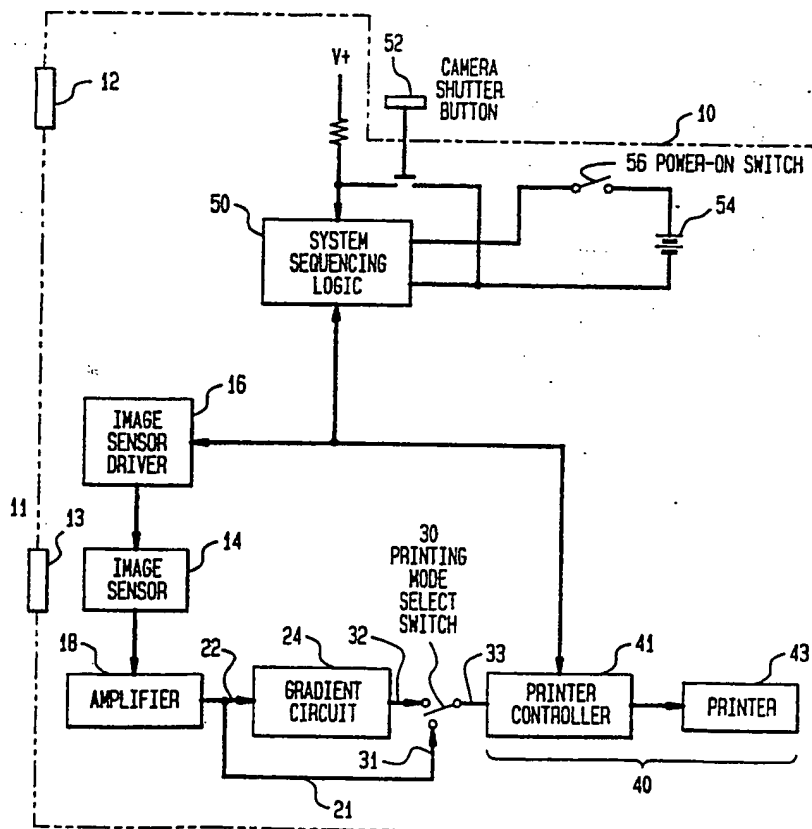 52
V+
CAMERA
SHUTTER
BUTTON
12
10
56 POWER-ON SWITCH
54
50
SYSTEM
SEQUENCING
LOGIC
16
IMAGE
SENSOR
DRIVER
11
13
14
IMAGE
SENSOR
30
PRINTING
MODE
SELECT
SWITCH
18
AMPLIFIER
22
24
GRADIENT
CIRCUIT
32
33
41
PRINTER
CONTROLLER
43
PRINTER
31
21
40